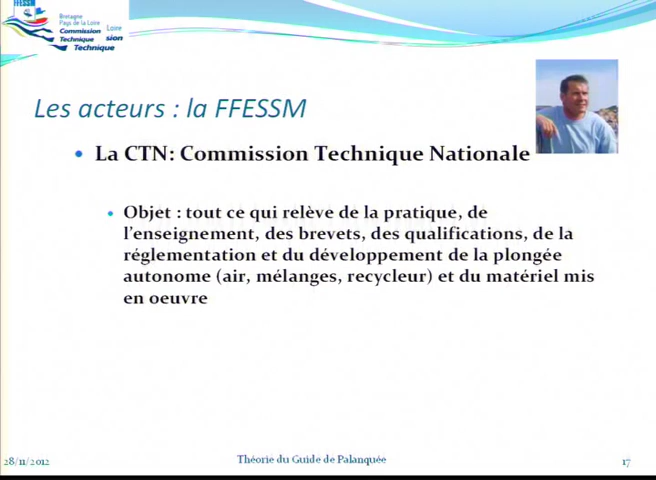 FFESSM
Bretagne
Pays de la Loire
Loire
Commission
sion
Technique
Technique
Les acteurs : la FFESSM
• La CTN: Commission Technique Nationale
• Objet : tout ce qui relève de la pratique, de
l'enseignement, des brevets, des qualifications, de la
réglementation et du développement de la plongée
autonome (air, mélanges, recycleur) et du matériel mis
en oeuvre
28/11/2012
Théorie du Guide de Palanquée
17